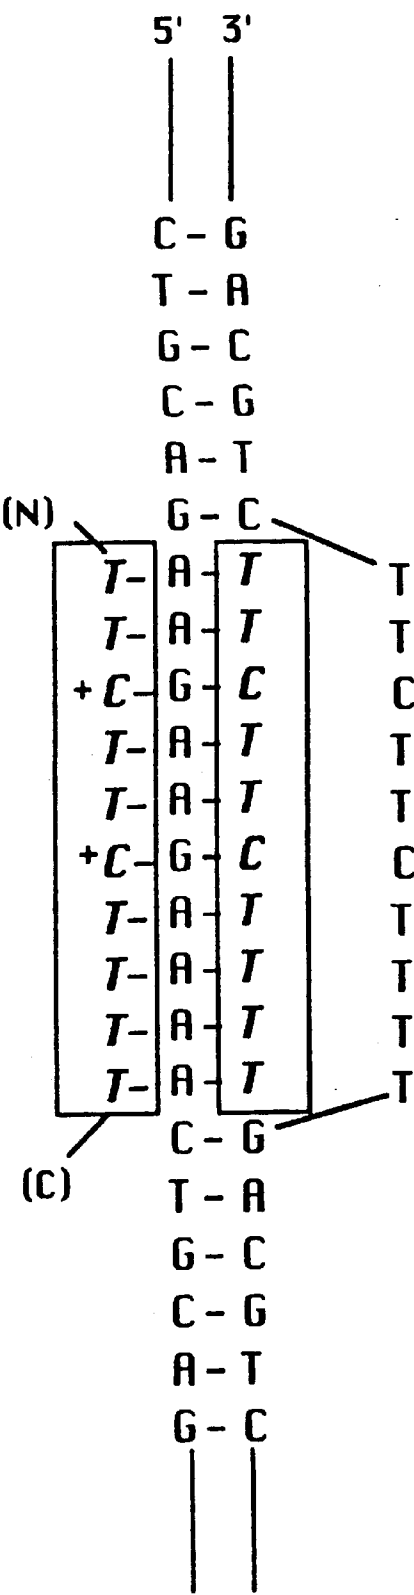 5' 3'
C - G
T - A
G - C
C - G
A - T
(N) G - C
T - A - T T
T - A - T T
+ C - G - C C
T - A - T T
T - A - T T
+ C - G - C C
T - A - T T
T - A - T T
T - A - T T
T - A - T T
C - G
(C) T - A
G - C
C - G
A - T
G - C